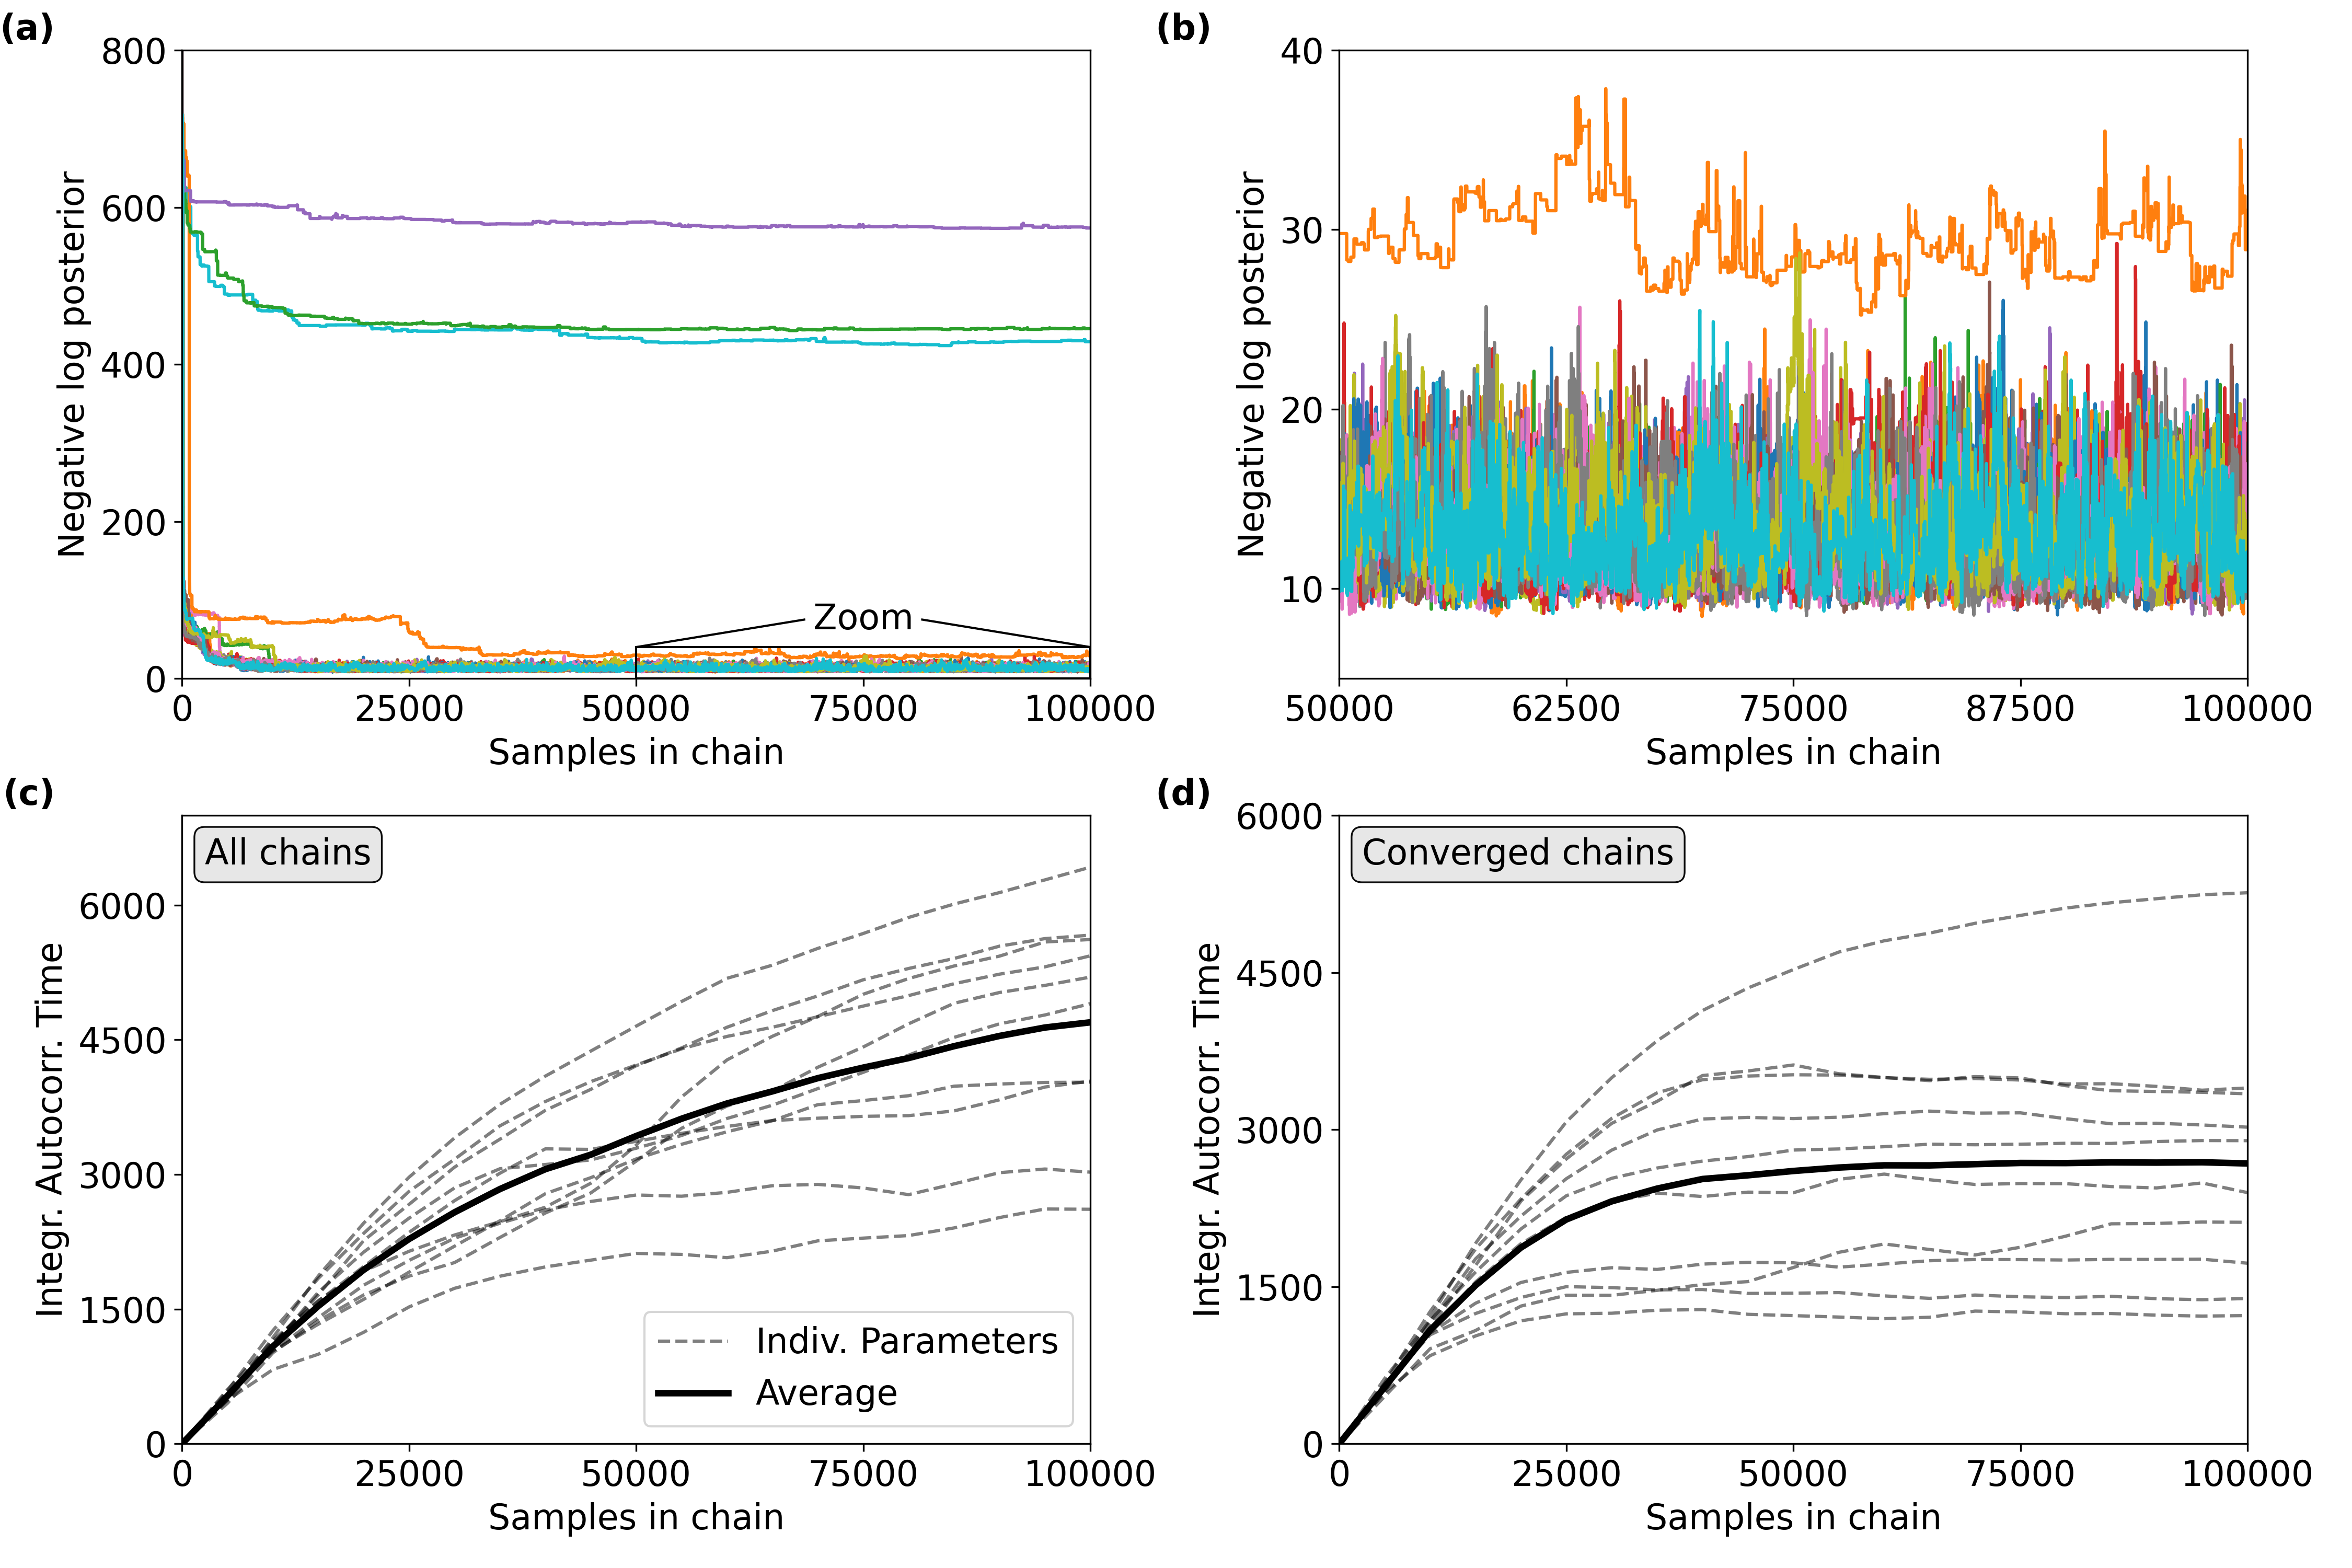 (a)
800
600
400
200
0
Negative log posterior
Zoom
0 25000 50000 75000 100000
Samples in chain
(b)
40
30
20
10
Negative log posterior
50000 62500 75000 87500 100000
Samples in chain
(c)
All chains
6000
4500
3000
1500
0
Integr. Autocorr. Time
Indiv. Parameters
Average
0 25000 50000 75000 100000
Samples in chain
(d)
6000
Converged chains
4500
3000
1500
0
Integr. Autocorr. Time
0 25000 50000 75000 100000
Samples in chain